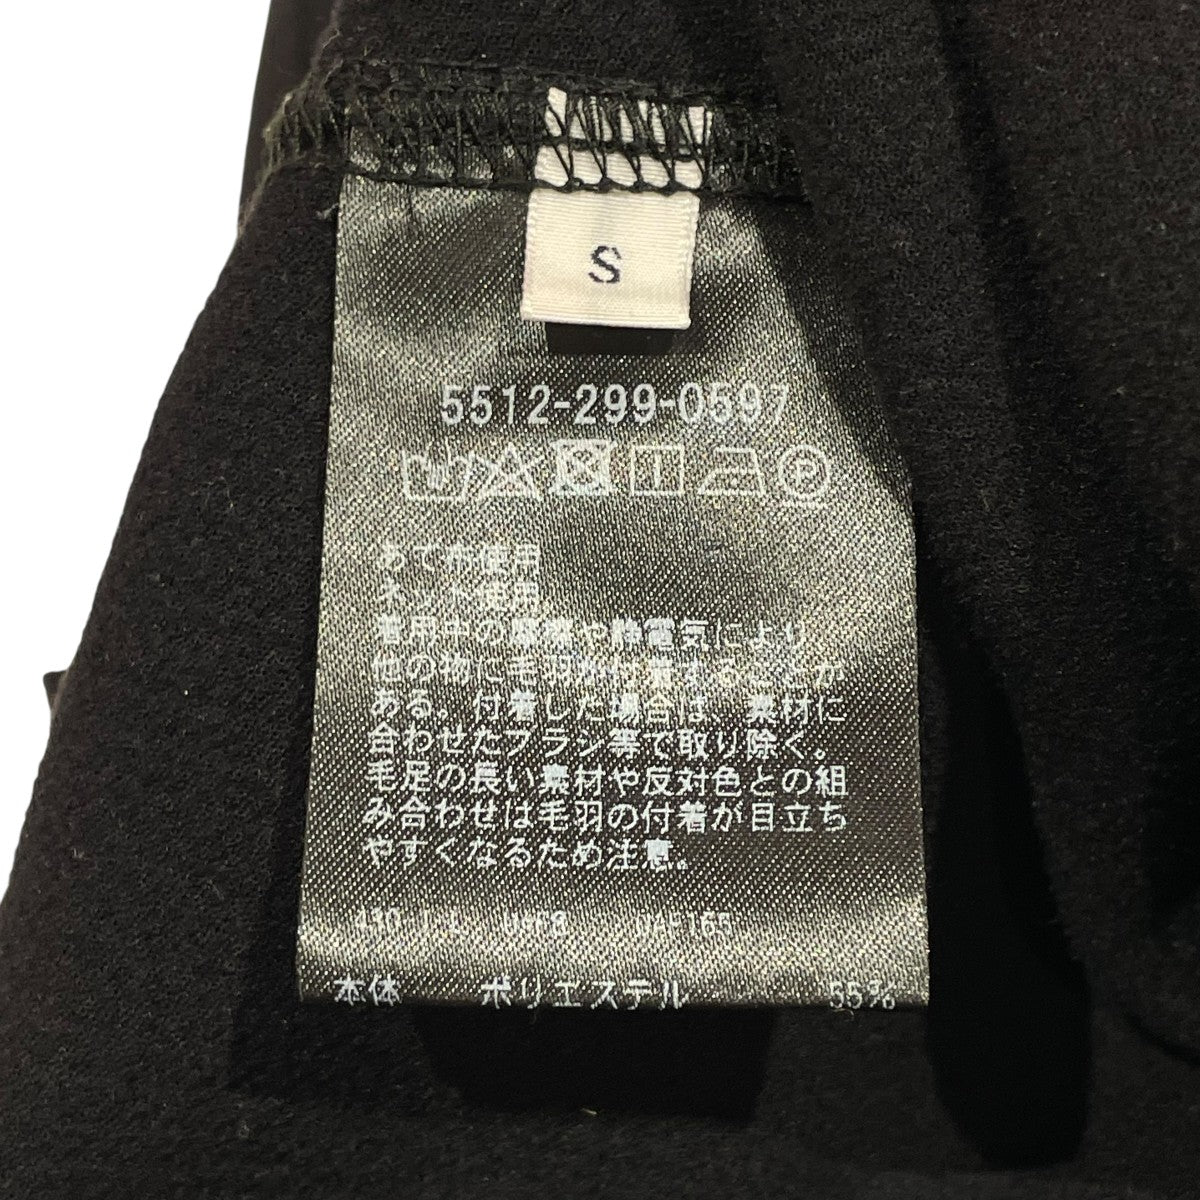 S
5512-299-0597
P
あて布使用
ネット使用
着用中の摩擦や静電気により
他の物に毛羽が付着することが
ある。付着した場合は、素材に
合わせたブラシ等で取り除く。
毛足の長い素材や反対色との組
み合わせは毛羽の付着が目立ち
やすくなるため注意。
本体 ポリエステル 55%